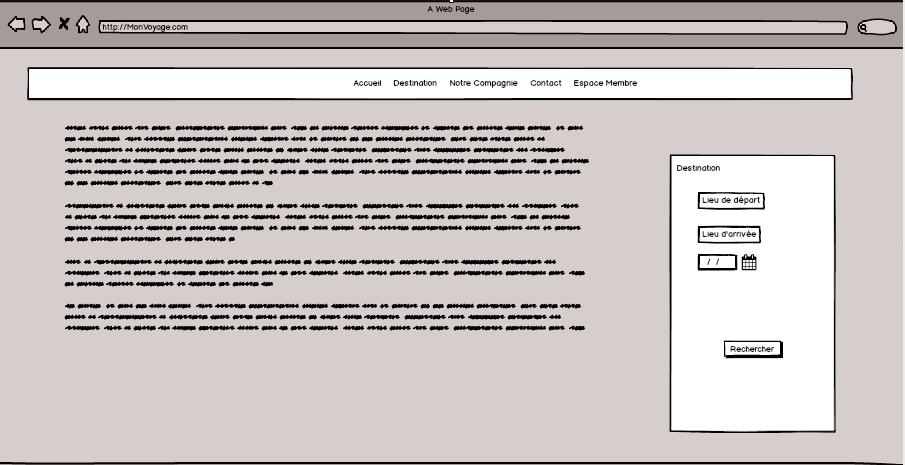 A Web Page
http://MonVoyage.com
Accueil Destination Notre Compagnie Contact Espace Membre
Destination
Lieu de départ
Lieu d'arrivée
/ /
Rechercher